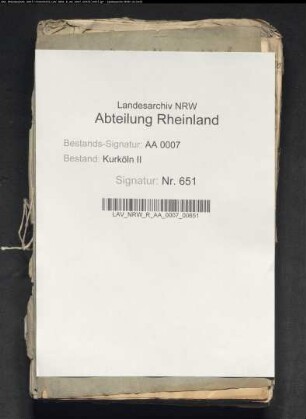 Landesarchiv NRW
Abteilung Rheinland
Bestands-Signatur: AA 0007
Bestand: Kurköln II
Signatur: Nr. 651
LAV_NRW_R_AA_0007_00651